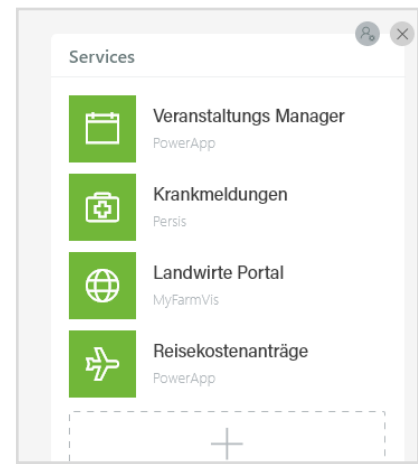 Services
Veranstaltungs Manager
PowerApp
Krankmeldungen
Persis
Landwirte Portal
MyFarmVis
Reisekostenanträge
PowerApp